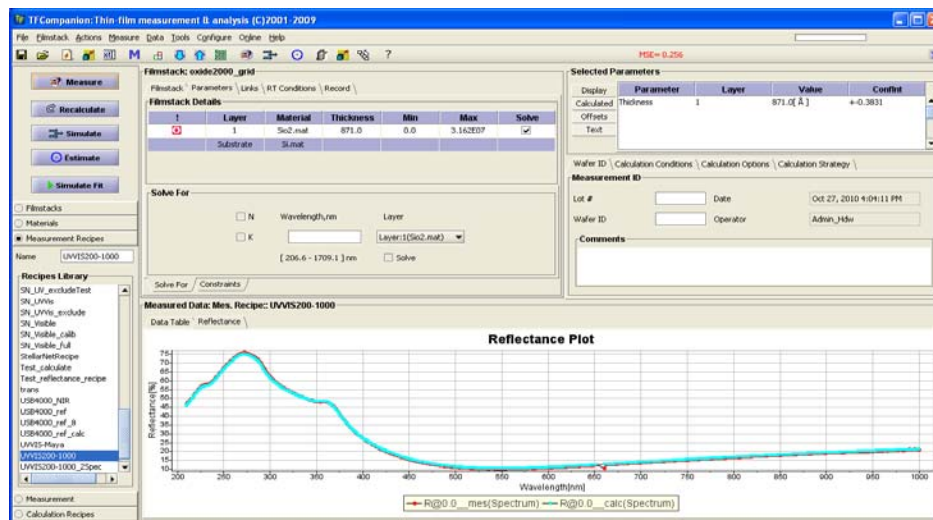 TFCompanion: Thin-film measurement & analysis (C)2001-2009
File Filmstack Actions Measure Data Tools Configure Online Help
MSE= 0.256
Measure
Recalculate
Simulate
Estimate
Simulate Fit
Filmstacks
Materials
Measurement Recipes
Name UVVIS200-1000
Recipes Library
SN_UV_excludeTest
SN_UVVis
SN_UVVis_exclude
SN_Visible
SN_Visible_calib
SN_Visible_full
StellarNetRecipe
Test_calculate
Test_reflectance_recipe
trans
USB4000_NIR
USB4000_ref
USB4000_ref_B
USB4000_ref_calc
UVVIS-Maya
UVVIS200-1000
UVVIS200-1000_2Spec
Measurement
Calculation Recipes
Filmstack: oxide2000_grid
Filmstack Parameters Links RT Conditions Record
Filmstack Details
Layer Material Thickness Min Max Solve
1 Sio2.mat 871.0 0.0 3.162E07
Substrate Si.mat
Solve For
N Wavelength,nm Layer
K Layer:1(Sio2.mat)
[ 206.6 - 1709.1 ] nm Solve
Solve For Constraints
Selected Parameters
Display
Calculated
Offsets
Text
Parameter Layer Value ConfInt
Thickness 1 871.0[ Å ] +-0.3831
Wafer ID Calculation Conditions Calculation Options Calculation Strategy
Measurement ID
Lot # Date Oct 27, 2010 4:04:11 PM
Wafer ID Operator Admin_Hdw
Comments
Measured Data: Mes. Recipe:: UVVIS200-1000
Data Table Reflectance
Reflectance Plot
Reflectance[%]
75
70
65
60
55
50
45
40
35
30
25
20
15
10
200 250 300 350 400 450 500 550 600 650 700 750 800 850 900 950 1000
Wavelength[nm]
R@0.0__mes(Spectrum) R@0.0__calc(Spectrum)